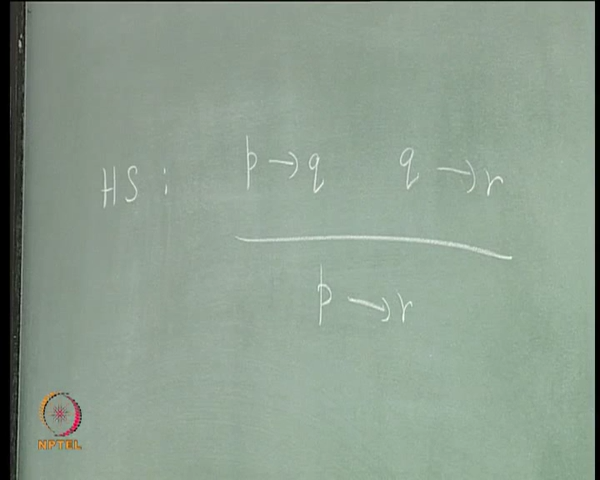 HS : p → q q → r
p → r
NPTEL